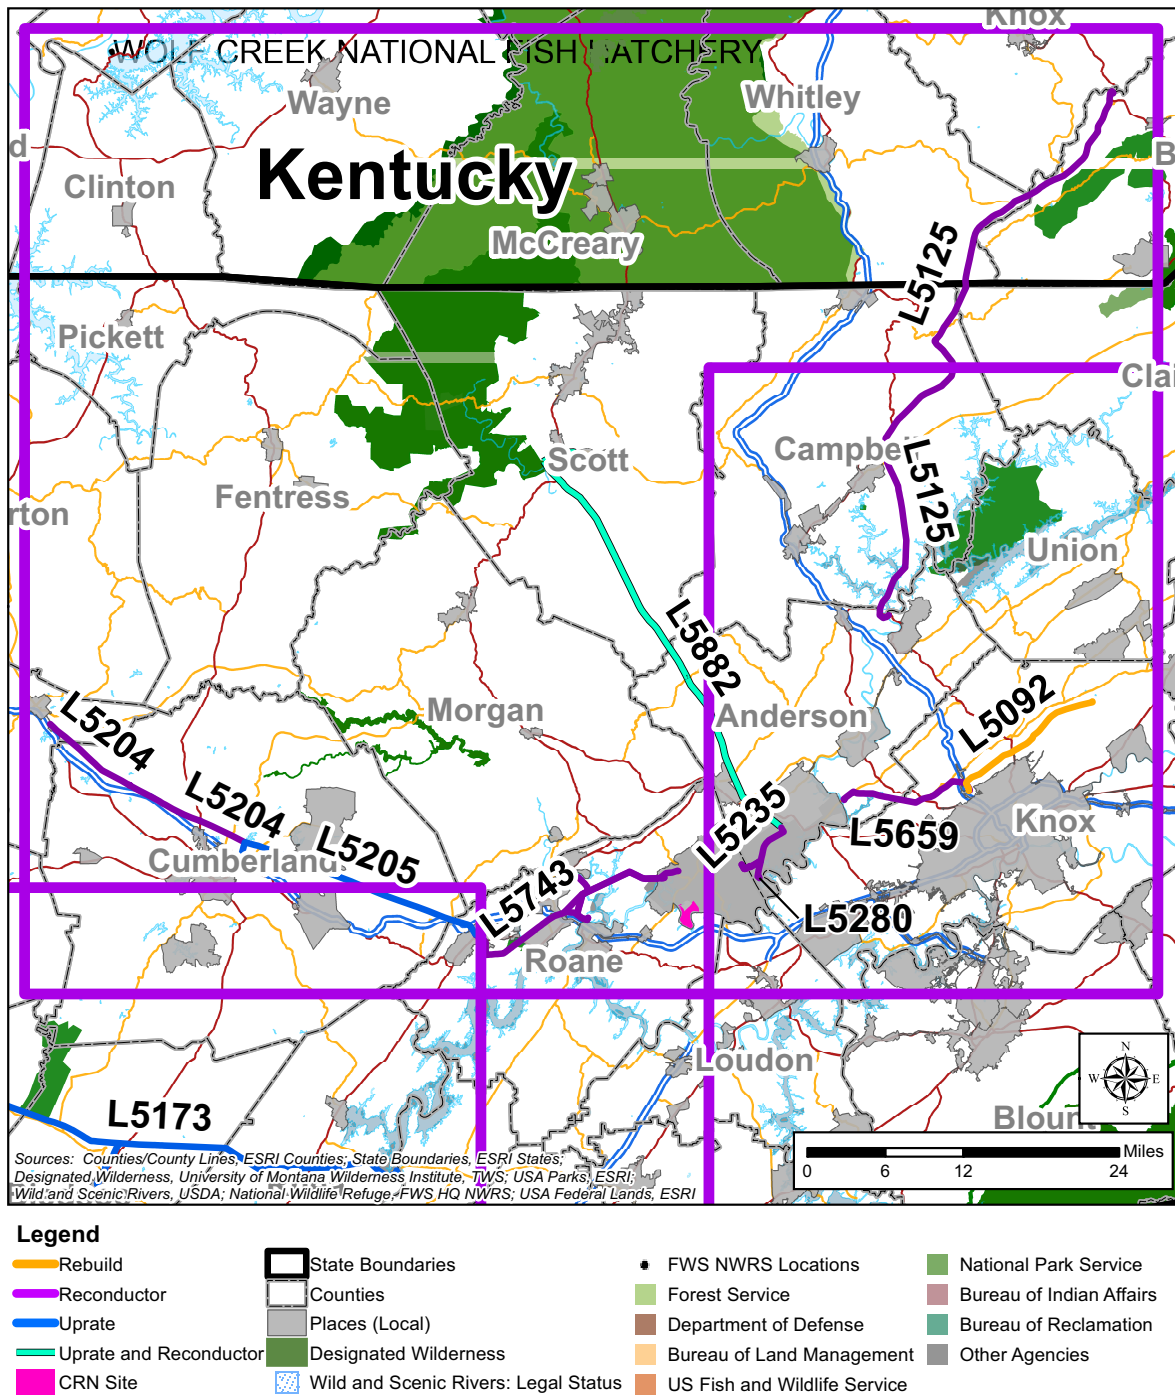 Knox
WOLF CREEK NATIONAL FISH HATCHERY
Wayne
Whitley
d
Kentucky
B
Clinton
McCreary
L5125
Pickett
Clai
Scott
Campbe
L5125
Fentress
rton
Union
L5882
L5092
L5204
Morgan
Anderson
L5204
L5235
L5659
Knox
Cumberland
L5205
L5743
L5280
Roane
Loudon
N
W E
S
L5173
Blount
Miles
0 6 12 24
Sources: Counties/County Lines, ESRI Counties; State Boundaries, ESRI States;
Designated Wilderness, University of Montana Wilderness Institute, TWS; USA Parks, ESRI;
Wild and Scenic Rivers, USDA; National Wildlife Refuge, FWS HQ NWRS; USA Federal Lands, ESRI
Legend
Rebuild
Reconductor
Uprate
Uprate and Reconductor
CRN Site
State Boundaries
Counties
Places (Local)
Designated Wilderness
Wild and Scenic Rivers: Legal Status
FWS NWRS Locations
Forest Service
Department of Defense
Bureau of Land Management
US Fish and Wildlife Service
National Park Service
Bureau of Indian Affairs
Bureau of Reclamation
Other Agencies